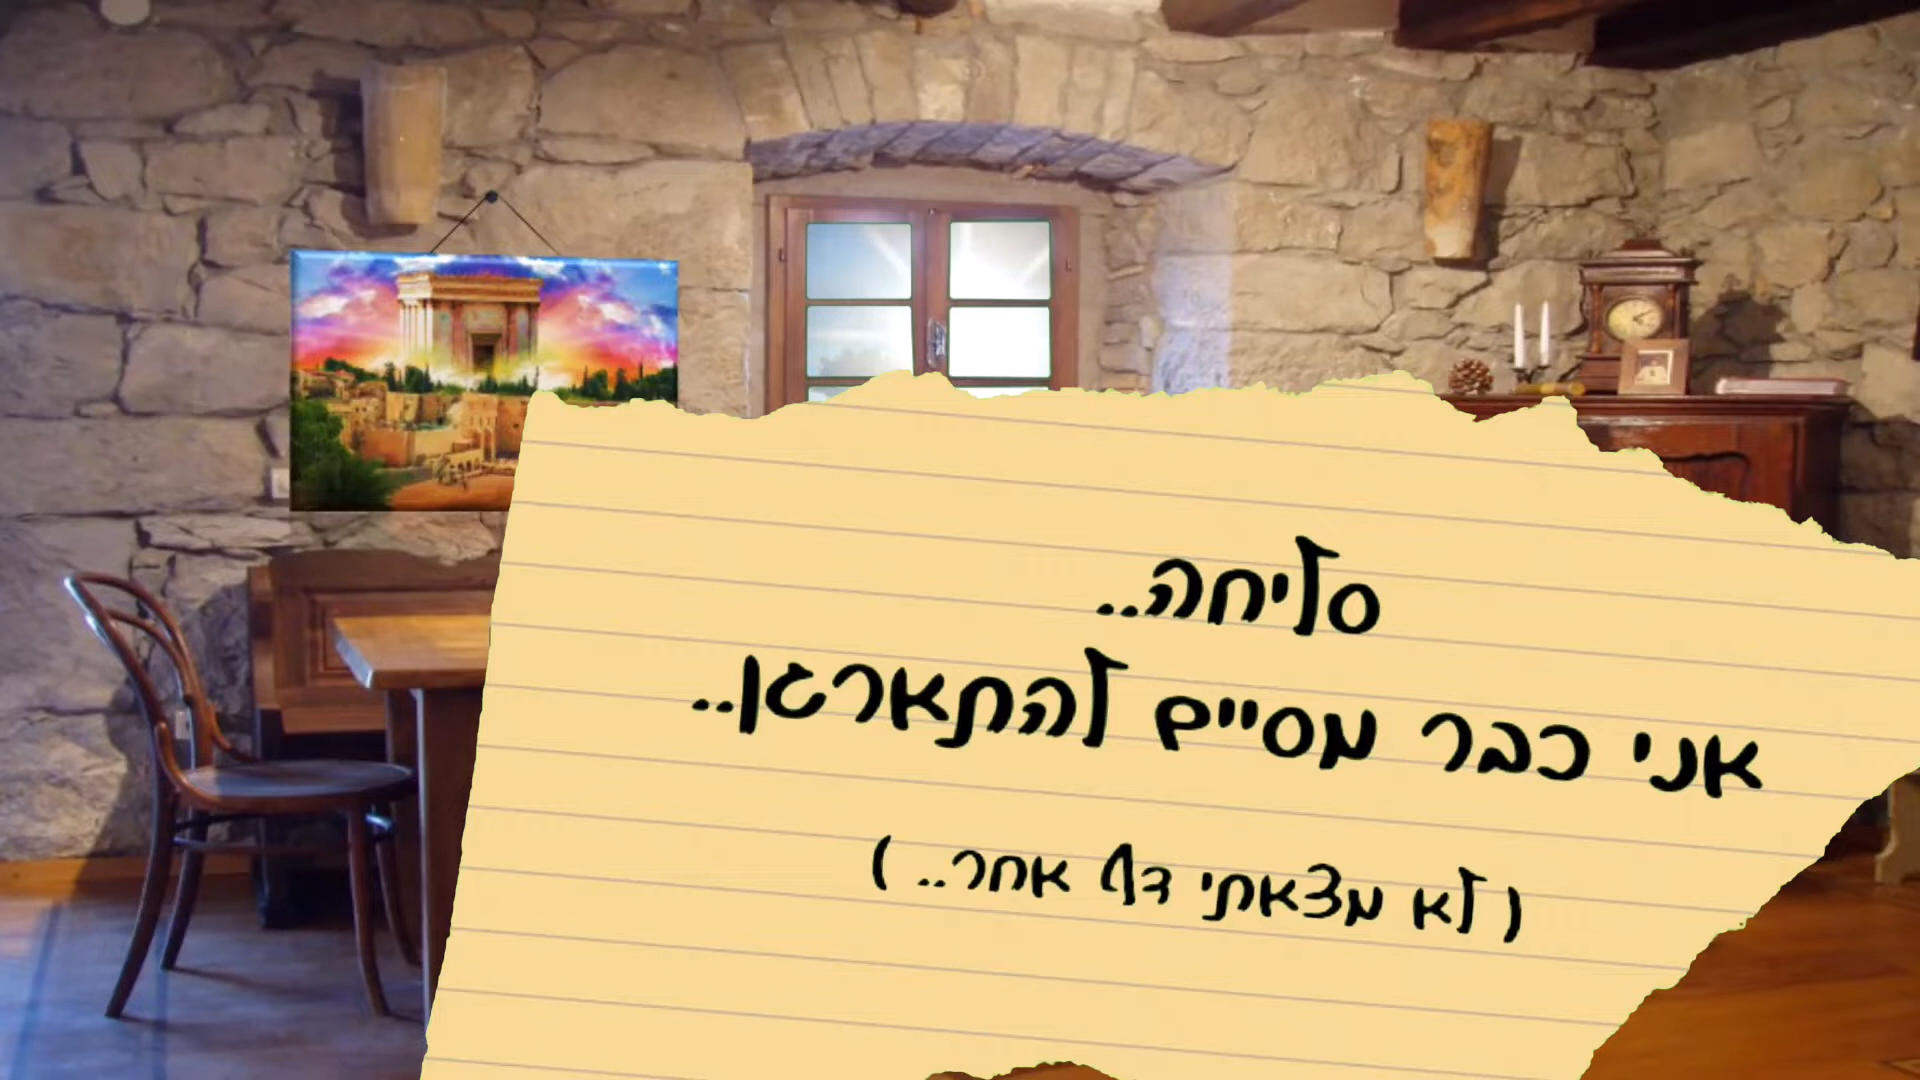 סליחה..
אני כבר מסיים להתארגן..
( לא מצאתי דף אחר.. )